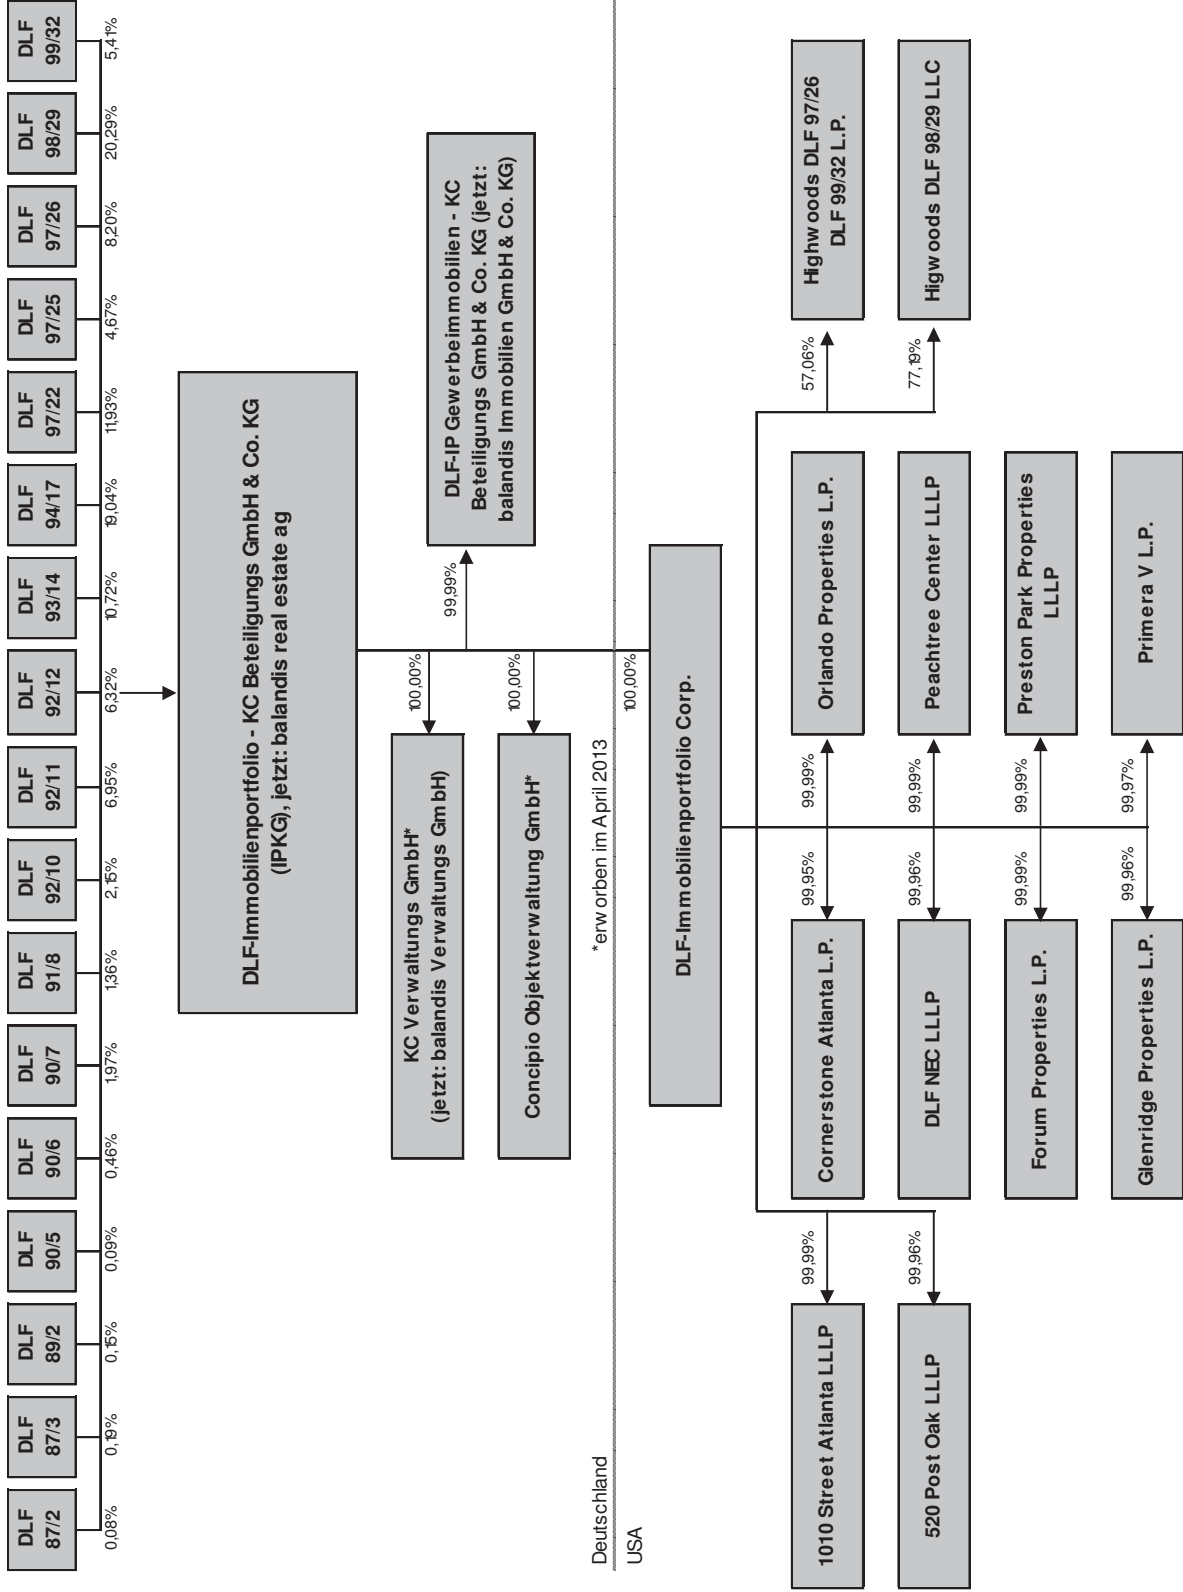 DLF
87/2
DLF
87/3
DLF
89/2
DLF
90/5
DLF
90/6
DLF
90/7
DLF
91/8
DLF
92/10
DLF
92/11
DLF
92/12
DLF
93/14
DLF
94/17
DLF
97/22
DLF
97/25
DLF
97/26
DLF
98/29
DLF
99/32
0,08%
0,19%
0,15%
0,09%
0,46%
1,97%
1,36%
2,15%
6,95%
6,32%
10,72%
19,04%
11,93%
4,67%
8,20%
20,29%
5,41%
DLF-Immobilienportfolio - KC Beteiligungs GmbH & Co. KG
(IPKG), jetzt: balandis real estate ag
KC Verwaltungs GmbH*
(jetzt: balandis Verwaltungs GmbH)
100,00%
99,99%
DLF-IP Gewerbeimmobilien - KC
Beteiligungs GmbH & Co. KG (jetzt:
balandis Immobilien GmbH & Co. KG)
Concipio Objektverwaltung GmbH*
100,00%
Deutschland
*erworben im April 2013
USA
100,00%
DLF-Immobilienportfolio Corp.
1010 Street Atlanta LLLP
99,99%
Cornerstone Atlanta L.P.
99,95%
99,99%
Orlando Properties L.P.
57,06%
Highwoods DLF 97/26
DLF 99/32 L.P.
520 Post Oak LLLP
99,96%
DLF NEC LLLP
99,96%
99,99%
Peachtree Center LLLP
77,19%
Higwoods DLF 98/29 LLC
Forum Properties L.P.
99,99%
99,99%
Preston Park Properties
LLLP
Glenridge Properties L.P.
99,96%
99,97%
Primera V L.P.